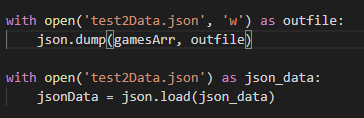 with open('test2Data.json', 'w') as outfile:
    json.dump(gamesArr, outfile)
with open('test2Data.json') as json_data:
    jsonData = json.load(json_data)